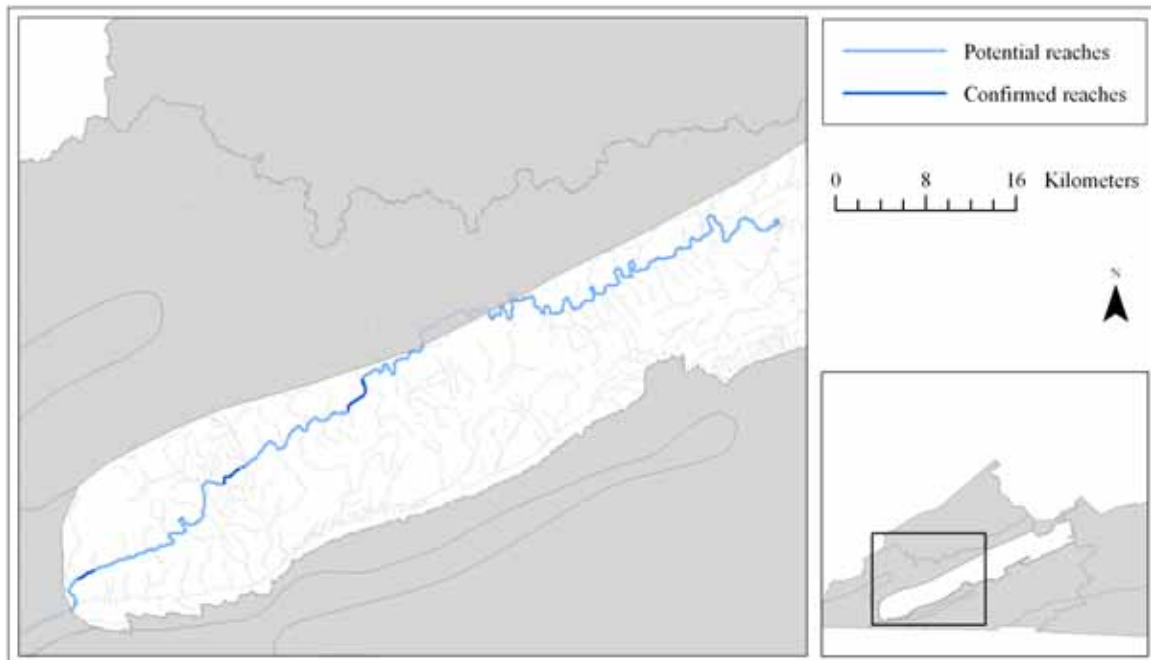 Potential reaches
Confirmed reaches
0 8 16 Kilometers
N